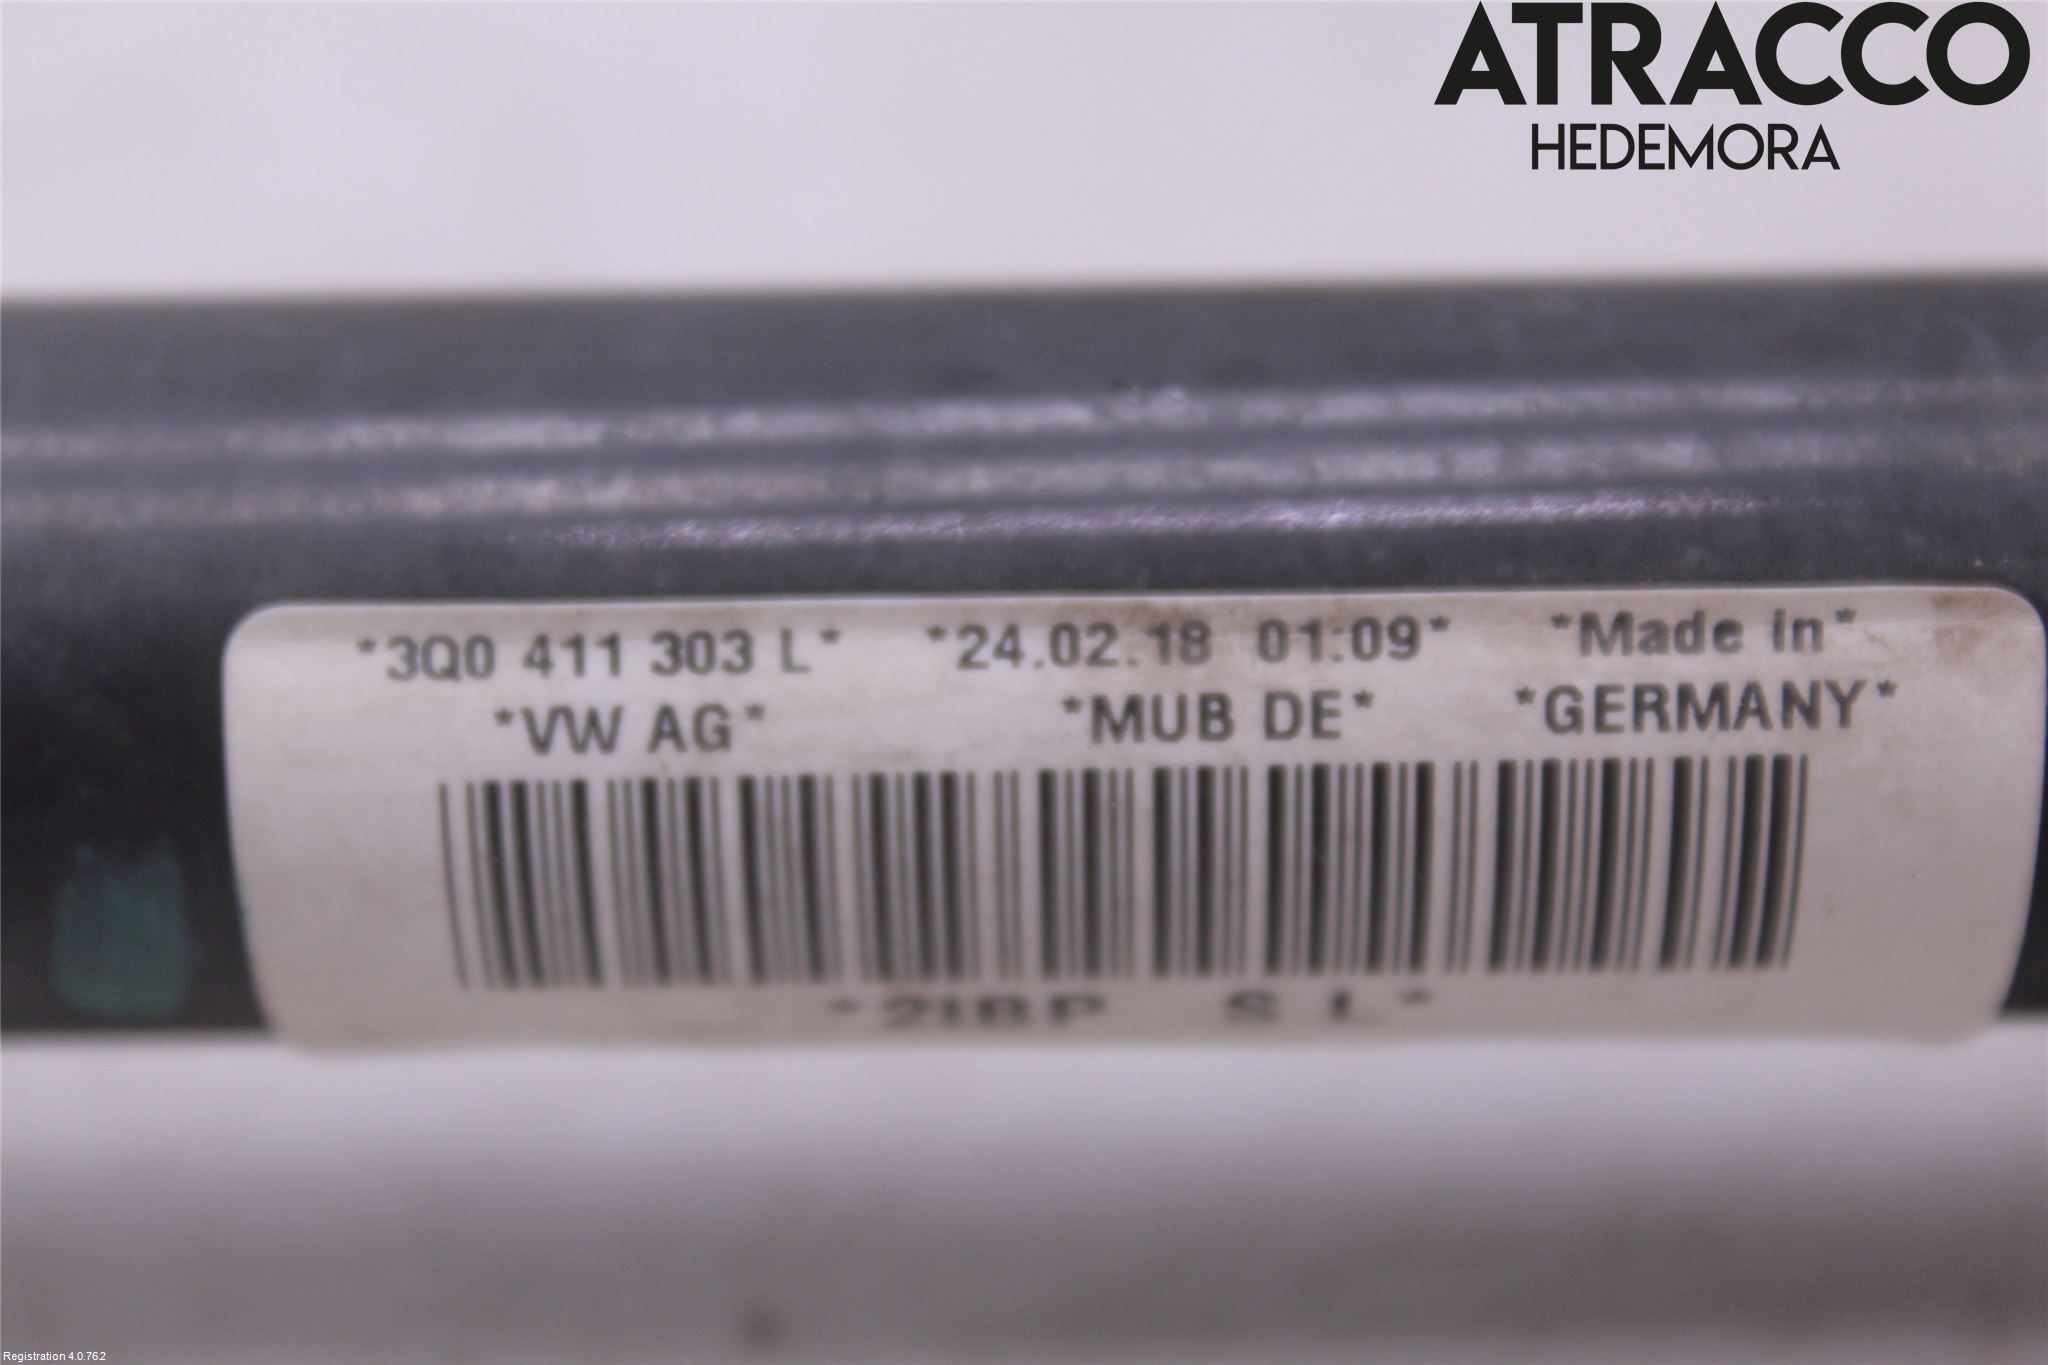 ATRACCO
HEDEMORA
*3Q0 411 303 L* *24.02.18 01:09* *Made in*
*VW AG* *MUB DE* *GERMANY*
*2IBP S L*
Registration 4.0.762